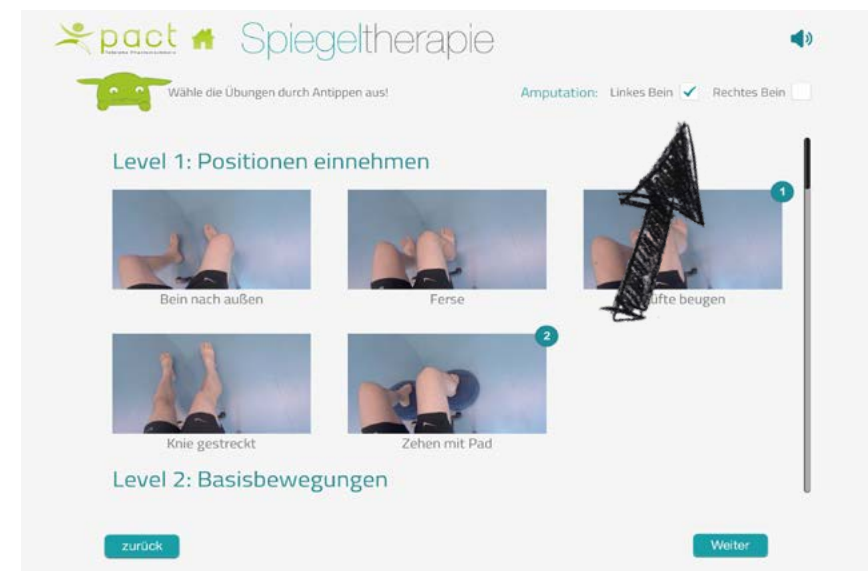 pact Spiegeltherapie
Wähle die Übungen durch Antippen aus!
Amputation: Linkes Bein Rechtes Bein
Level 1: Positionen einnehmen
1
Bein nach außen
Ferse
beugen
2
Knie gestreckt
Zehen mit Pad
Level 2: Basisbewegungen
zurück
Weiter